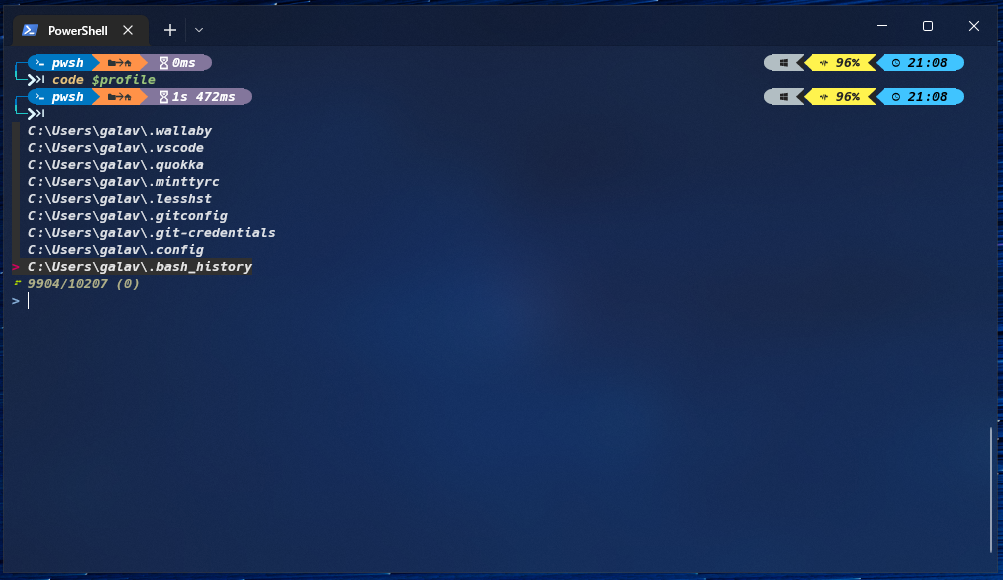 PowerShell
pwsh 0ms 96% 21:08
code $profile
pwsh 1s 472ms 96% 21:08
C:\Users\galav\.wallaby
C:\Users\galav\.vscode
C:\Users\galav\.quokka
C:\Users\galav\.minttyrc
C:\Users\galav\.lesshst
C:\Users\galav\.gitconfig
C:\Users\galav\.git-credentials
C:\Users\galav\.config
> C:\Users\galav\.bash_history
9904/10207 (0)
>